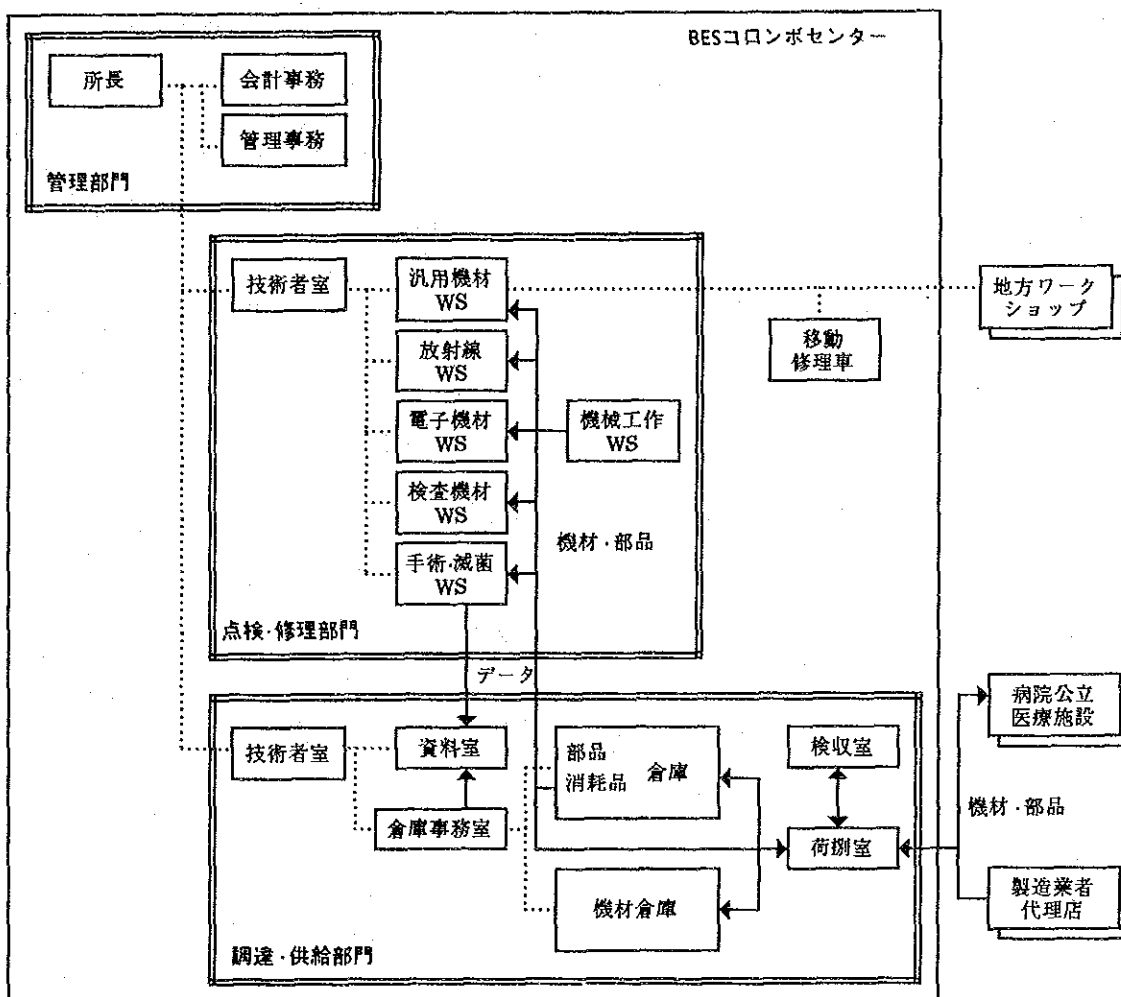 BESコロンボセンター
所長
会計事務
管理事務
管理部門
技術者室
汎用機材
WS
放射線
WS
電子機材
WS
検査機材
WS
手術·滅菌
WS
機械工作
WS
機材·部品
点検·修理部門
移動
修理車
地方ワーク
ショップ
データ
技術者室
資料室
倉庫事務室
部品
消耗品
倉庫
機材倉庫
検収室
荷捌室
調達·供給部門
病院公立
医療施設
機材·部品
製造業者
代理店